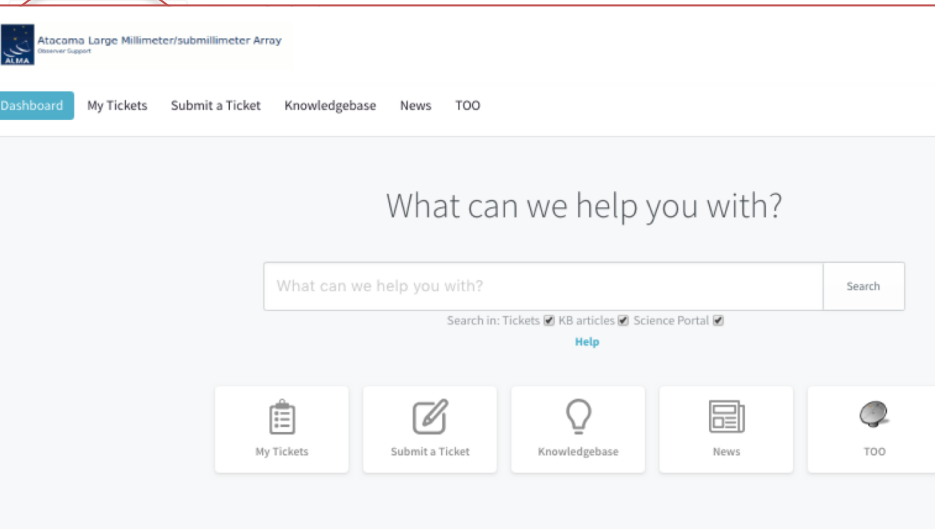 Atacama Large Millimeter/submillimeter Array
Observer Support
ALMA
Dashboard My Tickets Submit a Ticket Knowledgebase News TOO
What can we help you with?
What can we help you with? Search
Search in: Tickets KB articles Science Portal
Help
My Tickets Submit a Ticket Knowledgebase News TOO